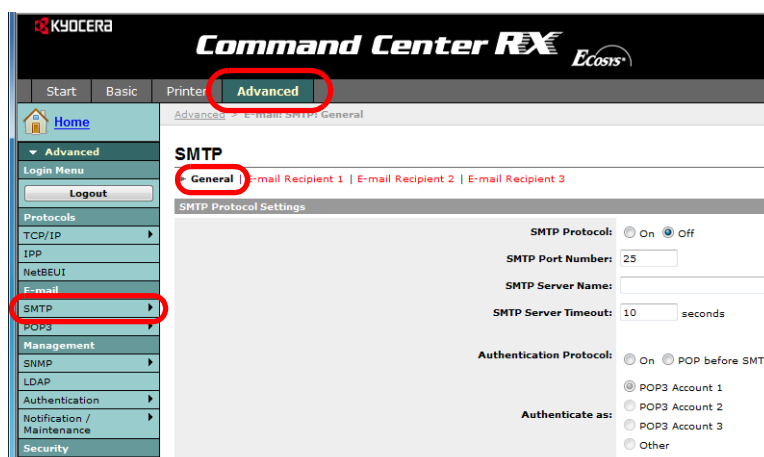 KYOCERA
Command Center RX Ecosys
Start Basic Printer Advanced
Home
Advanced > E-mail: SMTP: General
Advanced
Login Menu
Logout
Protocols
TCP/IP
IPP
NetBEUI
E-mail
SMTP
POP3
Management
SNMP
LDAP
Authentication
Notification /
Maintenance
Security
SMTP
General | E-mail Recipient 1 | E-mail Recipient 2 | E-mail Recipient 3
SMTP Protocol Settings
SMTP Protocol: On Off
SMTP Port Number: 25
SMTP Server Name:
SMTP Server Timeout: 10 seconds
Authentication Protocol: On POP before SMT
Authenticate as: POP3 Account 1
POP3 Account 2
POP3 Account 3
Other